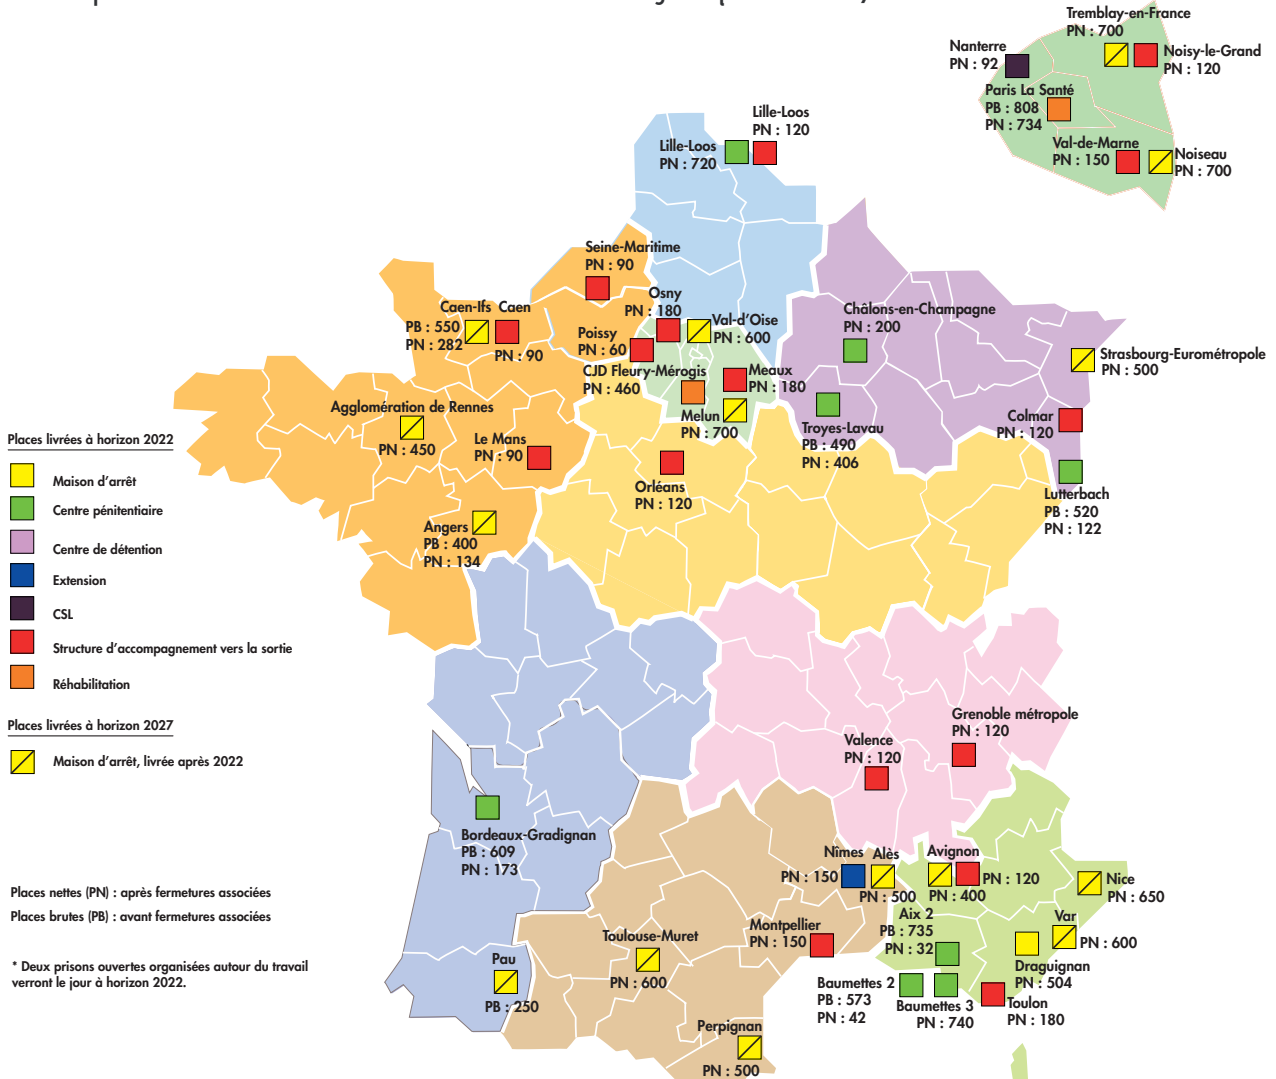 Tremblay-en-France
PN : 700
Noisy-le-Grand
PN : 120
Nanterre
PN : 92
Paris La Santé
PB : 808
PN : 734
Val-de-Marne
PN : 150
Noiseau
PN : 700
Lille-Loos
PN : 120
Lille-Loos
PN : 720
Seine-Maritime
PN : 90
Osny
PN : 180
Caen-Ifs
PB : 550
PN : 282
Caen
PN : 90
Poissy
PN : 60
Val-d'Oise
PN : 600
CJD Fleury-Mérogis
PN : 460
Meaux
PN : 180
Melun
PN : 700
Châlons-en-Champagne
PN : 200
Strasbourg-Eurométropole
PN : 500
Troyes-Lavau
PB : 490
PN : 406
Colmar
PN : 120
Lutterbach
PB : 520
PN : 122
Agglomération de Rennes
PN : 450
Le Mans
PN : 90
Orléans
PN : 120
Angers
PB : 400
PN : 134
Places livrées à horizon 2022
Maison d'arrêt
Centre pénitentiaire
Centre de détention
Extension
CSL
Structure d'accompagnement vers la sortie
Réhabilitation
Places livrées à horizon 2027
Maison d'arrêt, livrée après 2022
Places nettes (PN) : après fermetures associées
Places brutes (PB) : avant fermetures associées
* Deux prisons ouvertes organisées autour du travail
verront le jour à horizon 2022.
Grenoble métropole
PN : 120
Valence
PN : 120
Bordeaux-Gradignan
PB : 609
PN : 173
Nîmes
PN : 150
Alès
PN : 500
Avignon
PN : 120
PN : 400
Nice
PN : 650
Aix 2
PB : 735
PN : 32
Var
PN : 600
Draguignan
PN : 504
Montpellier
PN : 150
Toulouse-Muret
PN : 600
Pau
PB : 250
Baumettes 2
PB : 573
PN : 42
Baumettes 3
PN : 740
Toulon
PN : 180
Perpignan
PN : 500